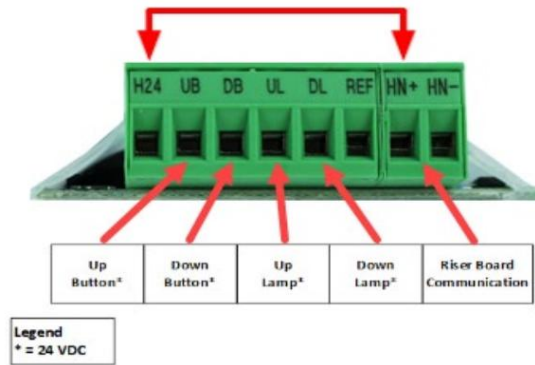 H24 UB DB UL DL REF HN+ HN-
Up
Button*
Down
Button*
Up
Lamp*
Down
Lamp*
Riser Board
Communication
Legend
* = 24 VDC